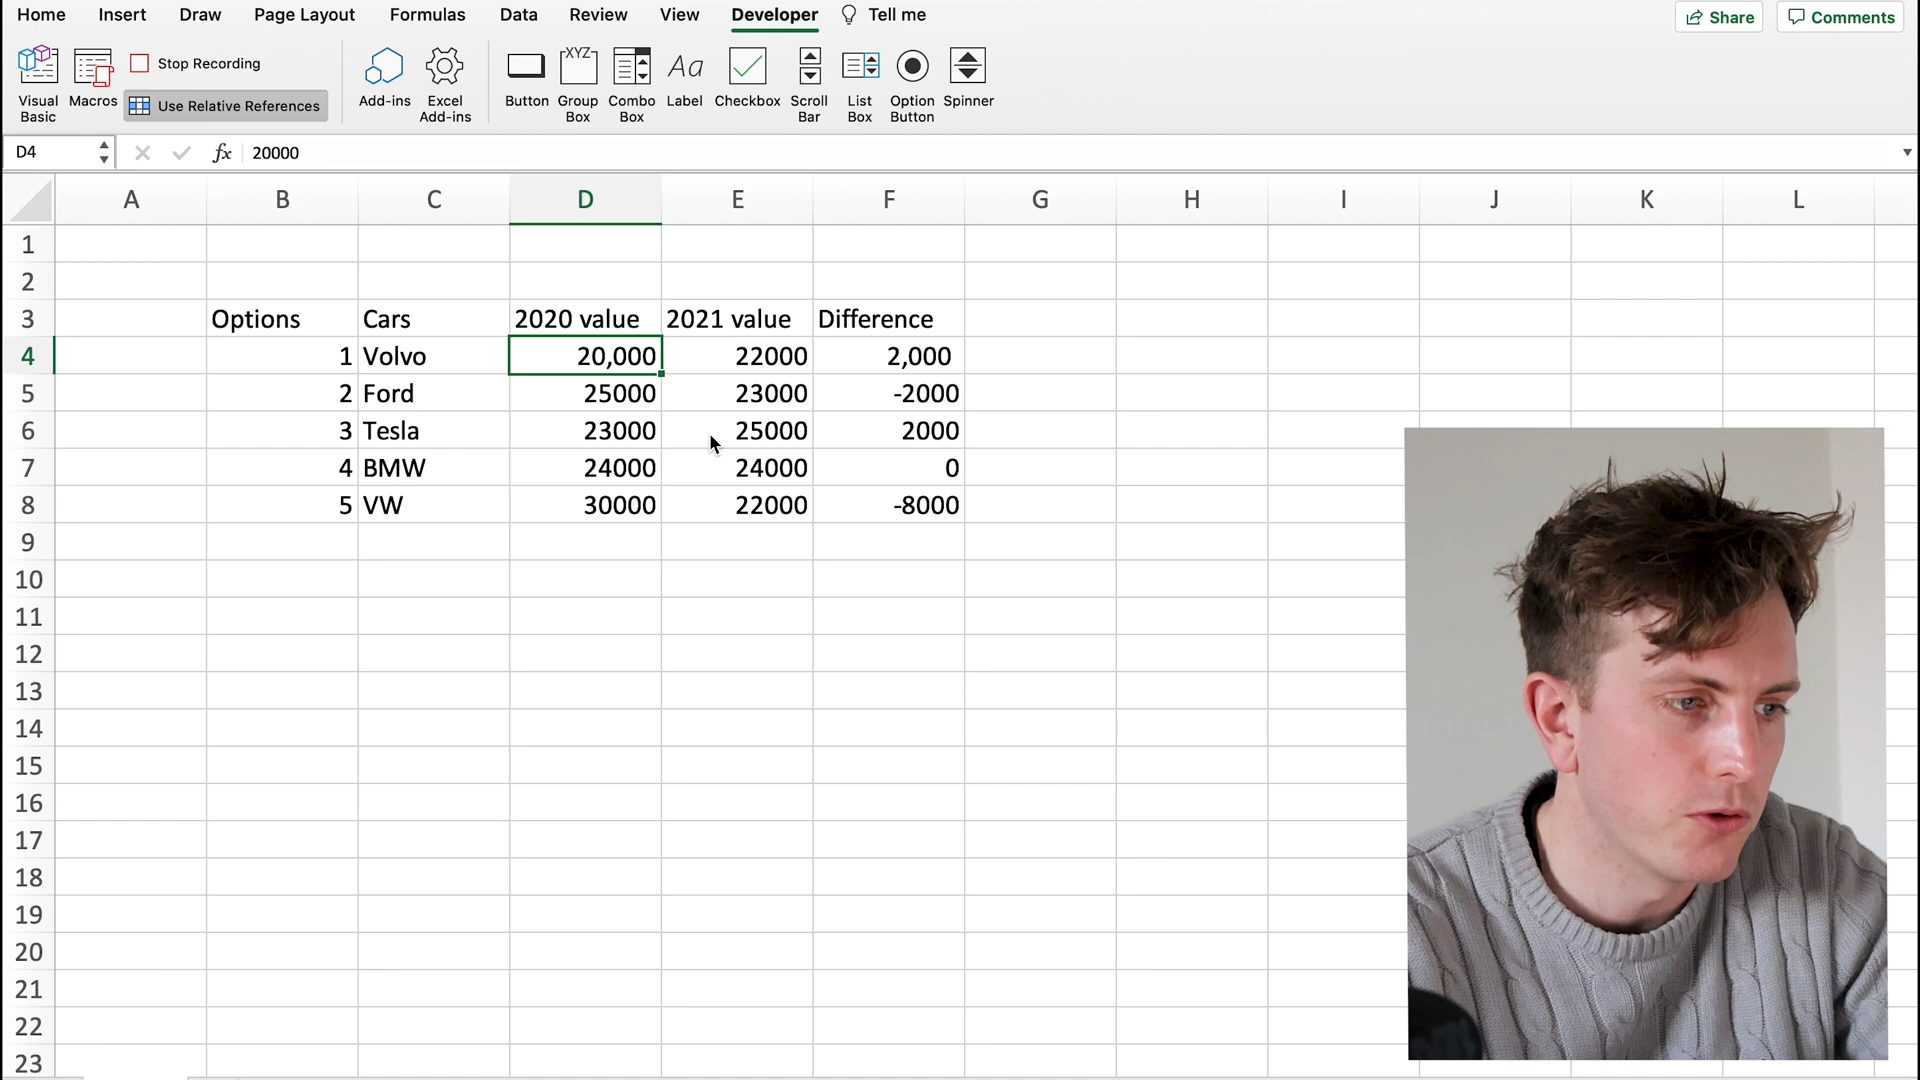 Home Insert Draw Page Layout Formulas Data Review View Developer Tell me Share Comments
Visual Basic Macros Stop Recording Use Relative References Add-ins Excel Add-ins Button XYZ Group Box Combo Box Aa Label Checkbox Scroll Bar List Box Option Button Spinner
D4 fx 20000
A B C D E F G H I J K L
1
2
3 Options Cars 2020 value 2021 value Difference
4 1 Volvo 20,000 22000 2,000
5 2 Ford 25000 23000 -2000
6 3 Tesla 23000 25000 2000
7 4 BMW 24000 24000 0
8 5 VW 30000 22000 -8000
9
10
11
12
13
14
15
16
17
18
19
20
21
22
23